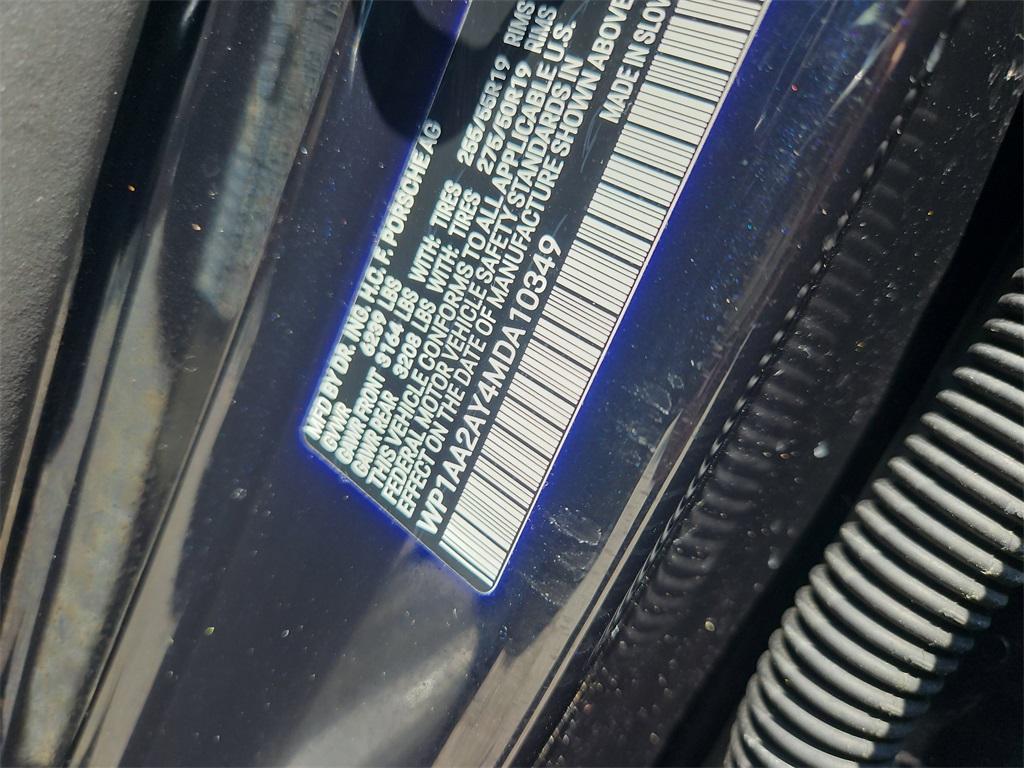 MFD BY DR. ING. H.C. F. PORSCHE AG
GVWR 6239 LBS
GAWR FRONT 3164 LBS WITH: TIRES 255/55R19 RIMS
GAWR REAR 3208 LBS WITH: TIRES 275/50R19 RIMS
THIS VEHICLE CONFORMS TO ALL APPLICABLE U.S.
FEDERAL MOTOR VEHICLE SAFETY STANDARDS IN
EFFECT ON THE DATE OF MANUFACTURE SHOWN ABOVE
WP1AA2AY4MDA10349 MADE IN